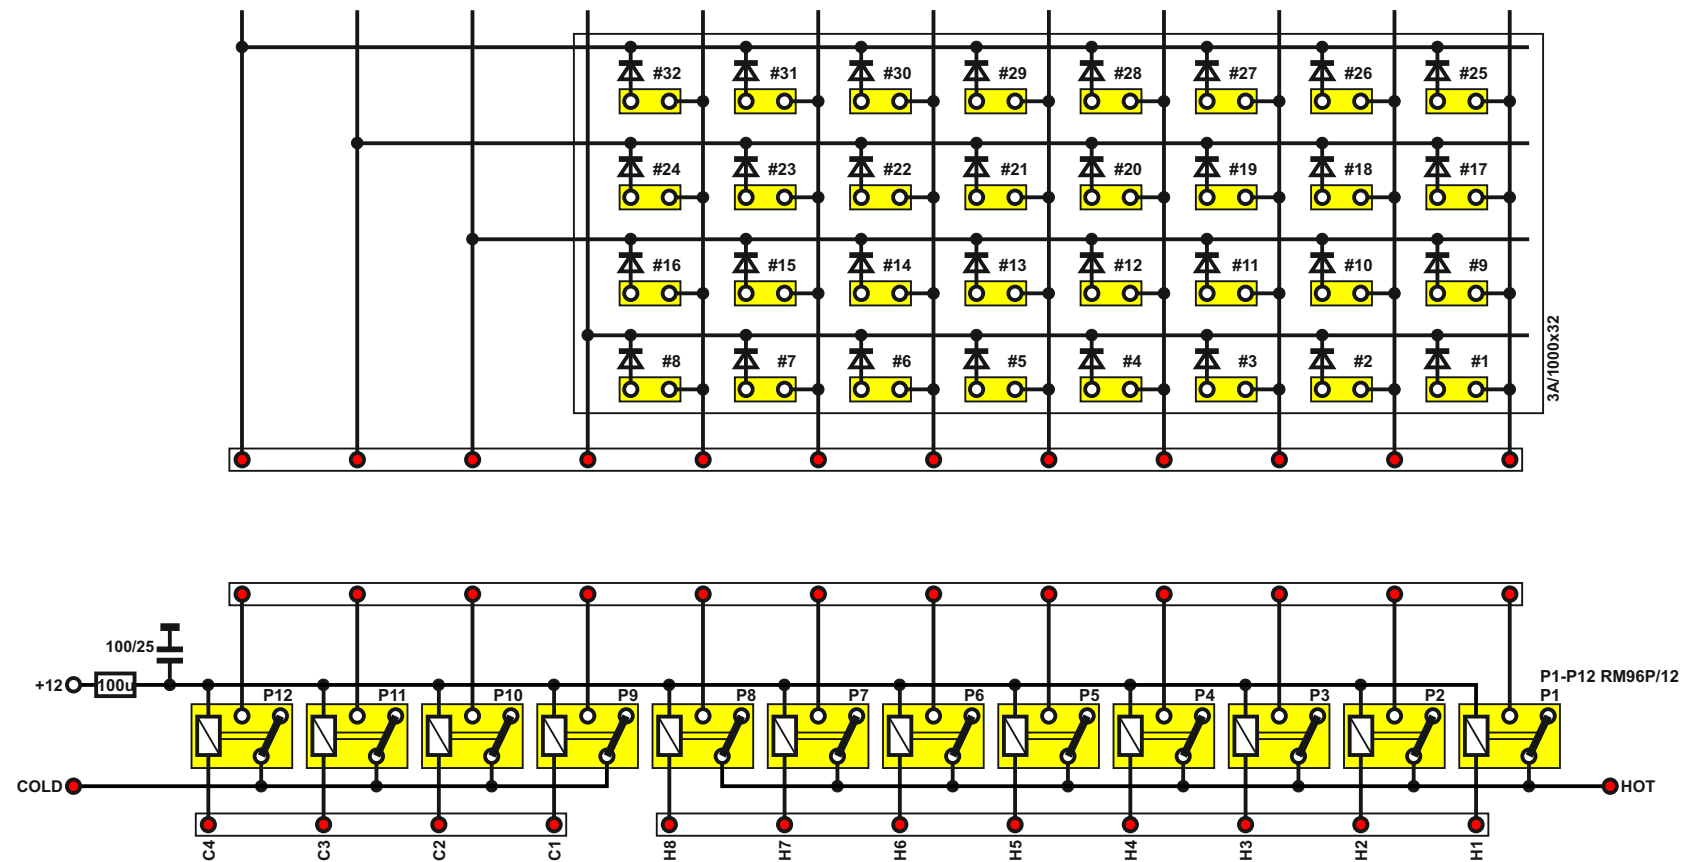 #32 #31 #30 #29 #28 #27 #26 #25
#24 #23 #22 #21 #20 #19 #18 #17
#16 #15 #14 #13 #12 #11 #10 #9
#8 #7 #6 #5 #4 #3 #2 #1
3A/1000x32
100/25
+12 100u
P1-P12 RM96P/12
P12 P11 P10 P9 P8 P7 P6 P5 P4 P3 P2 P1
COLD HOT
C4 C3 C2 C1 H8 H7 H6 H5 H4 H3 H2 H1